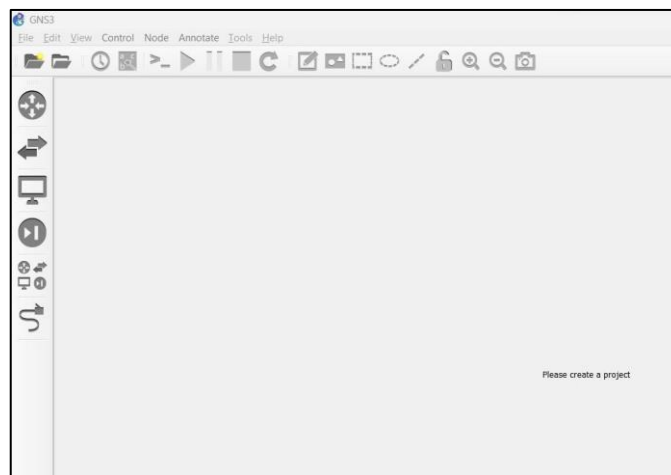 GNS3
File Edit View Control Node Annotate Tools Help
Please create a project